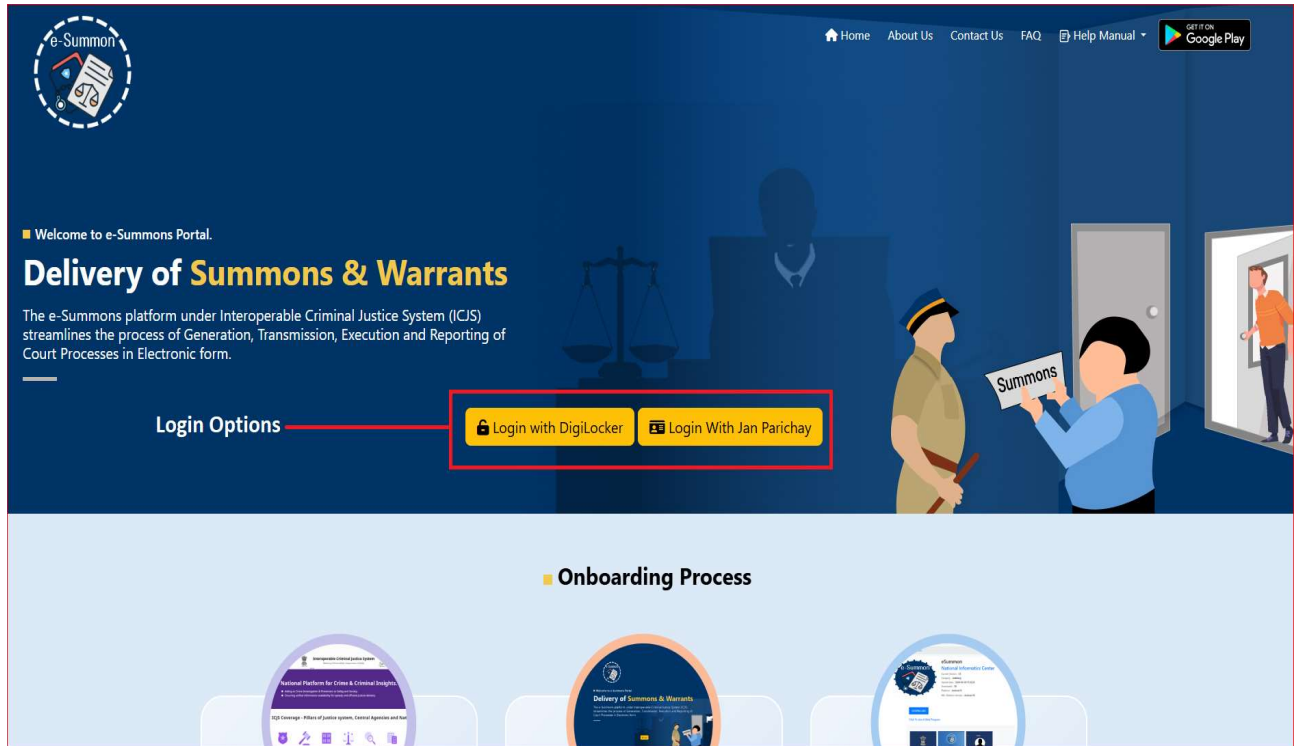 e-Summon
Home About Us Contact Us FAQ Help Manual
GET IT ON
Google Play
Welcome to e-Summons Portal.
Delivery of Summons & Warrants
The e-Summons platform under Interoperable Criminal Justice System (ICJS)
streamlines the process of Generation, Transmission, Execution and Reporting of
Court Processes in Electronic form.
Summons
Login Options
Login with DigiLocker Login With Jan Parichay
Onboarding Process
Interoperable Criminal Justice System
National Platform for Crime & Criminal Insights
ICJS Coverage - Pillars of Justice system, Central Agencies and Nat
Delivery of Summons & Warrants
e-Summon
eSummon
National Informatics Center